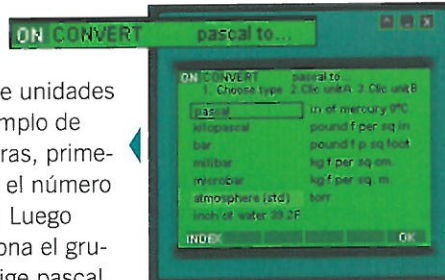 ON CONVERT pascal to...
e unidades
mplo de
ras, prime-
el número
Luego
ona el gru-
ige pascal
ON CONVERT pascal to...
1. Choose type 2. Clic unitA 3. Clic unitB
pascal in of mercury 0°C
kilopascal pound f per sq in
bar pound f p sq foot
milibar kg f per sq. cm.
microbar kg f per sq. m.
atmosphere (std) torr
inch of water 39.2F
INDEX OK